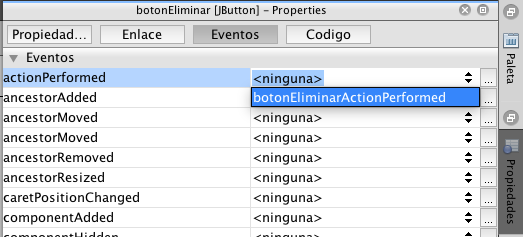 botonEliminar [JButton] - Properties
Propiedad... Enlace Eventos Codigo
Eventos
actionPerformed <ninguna> ...
ancestorAdded botonEliminarActionPerformed ...
ancestorMoved <ninguna> ...
ancestorMoved <ninguna> ...
ancestorRemoved <ninguna> ...
ancestorResized <ninguna> ...
caretPositionChanged <ninguna> ...
componentAdded <ninguna> ...
componentHidden <ninguna> ...
Paleta
Propiedades